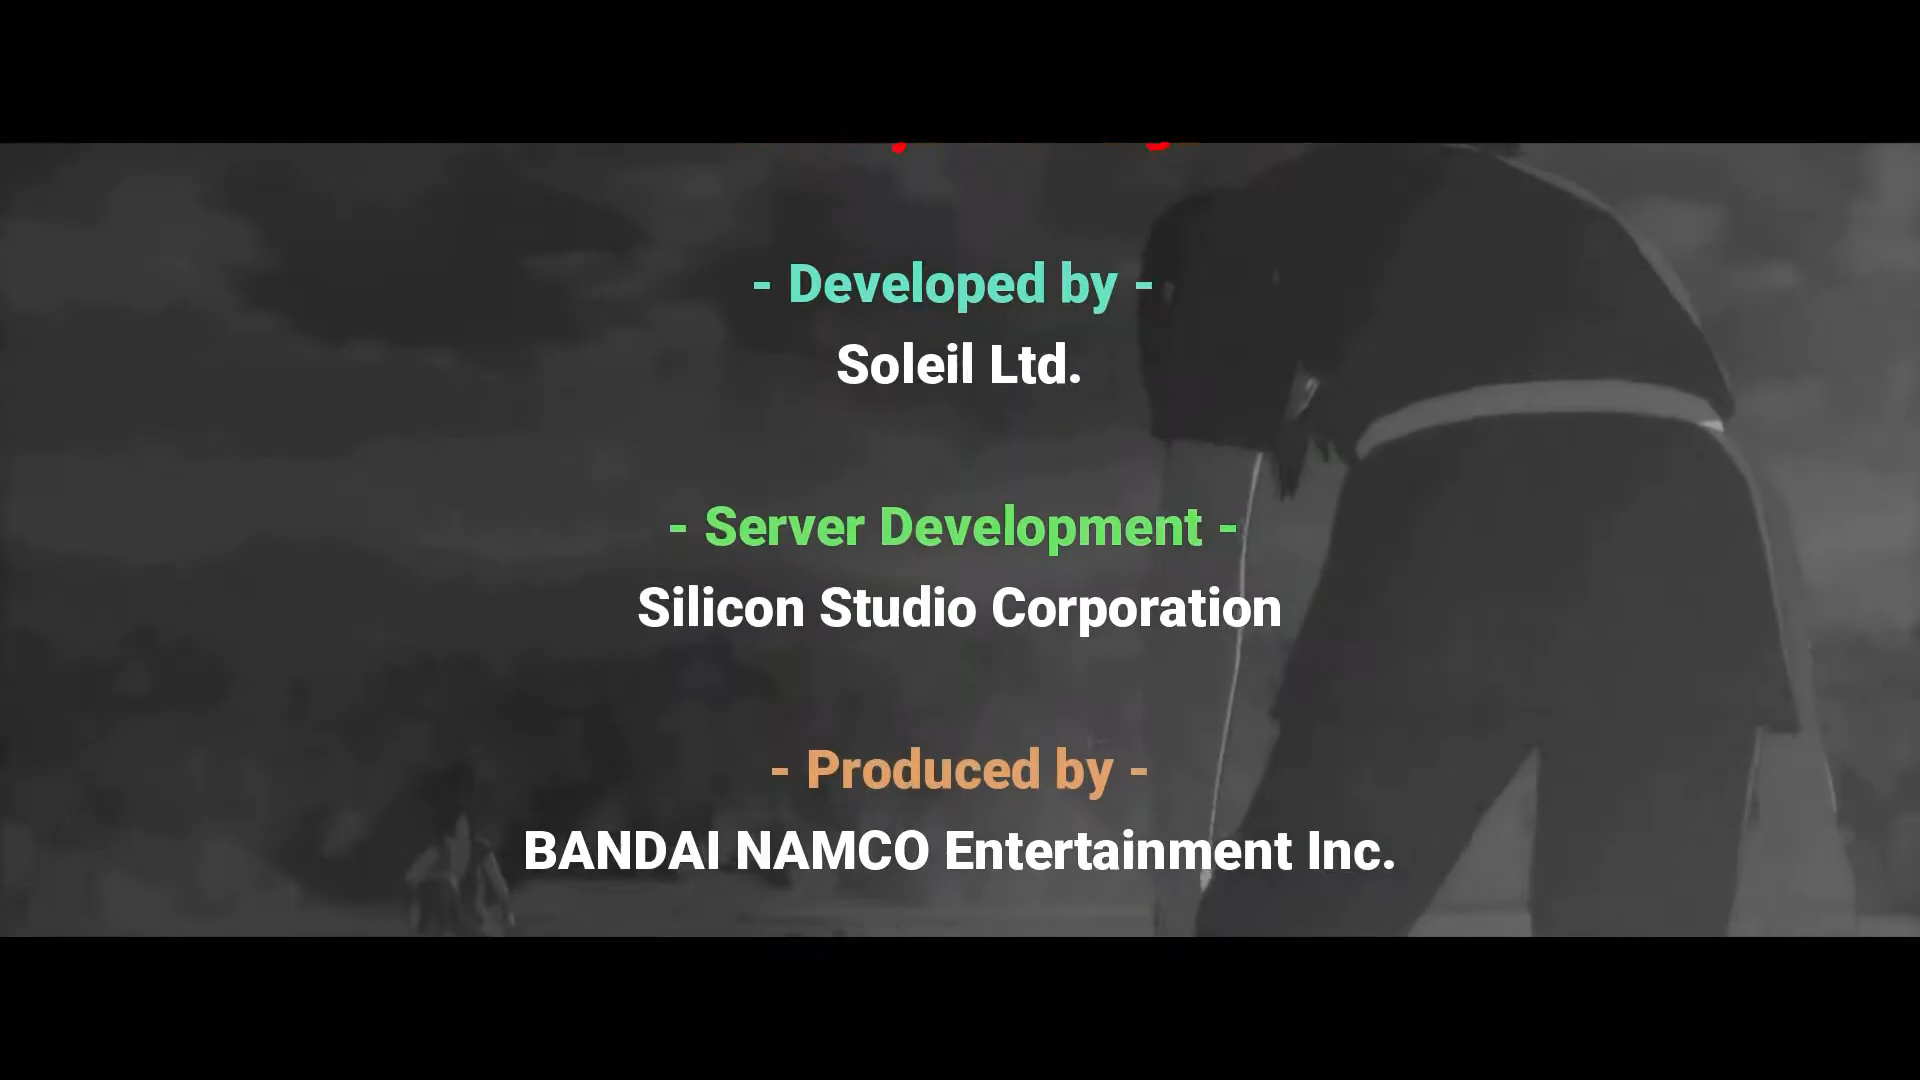 - Developed by -
Soleil Ltd.
- Server Development -
Silicon Studio Corporation
- Produced by -
BANDAI NAMCO Entertainment Inc.